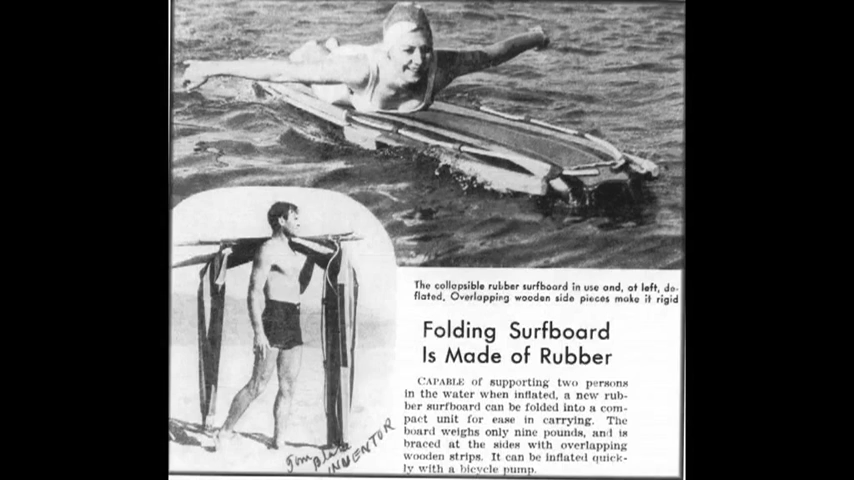 The collapsible rubber surfboard in use and, at left, de-
flated. Overlapping wooden side pieces make it rigid
Folding Surfboard
Is Made of Rubber
CAPABLE of supporting two persons
in the water when inflated, a new rub-
ber surfboard can be folded into a com-
pact unit for ease in carrying. The
board weighs only nine pounds, and is
braced at the sides with overlapping
wooden strips. It can be inflated quick-
ly with a bicycle pump.
Tom Blake
INVENTOR